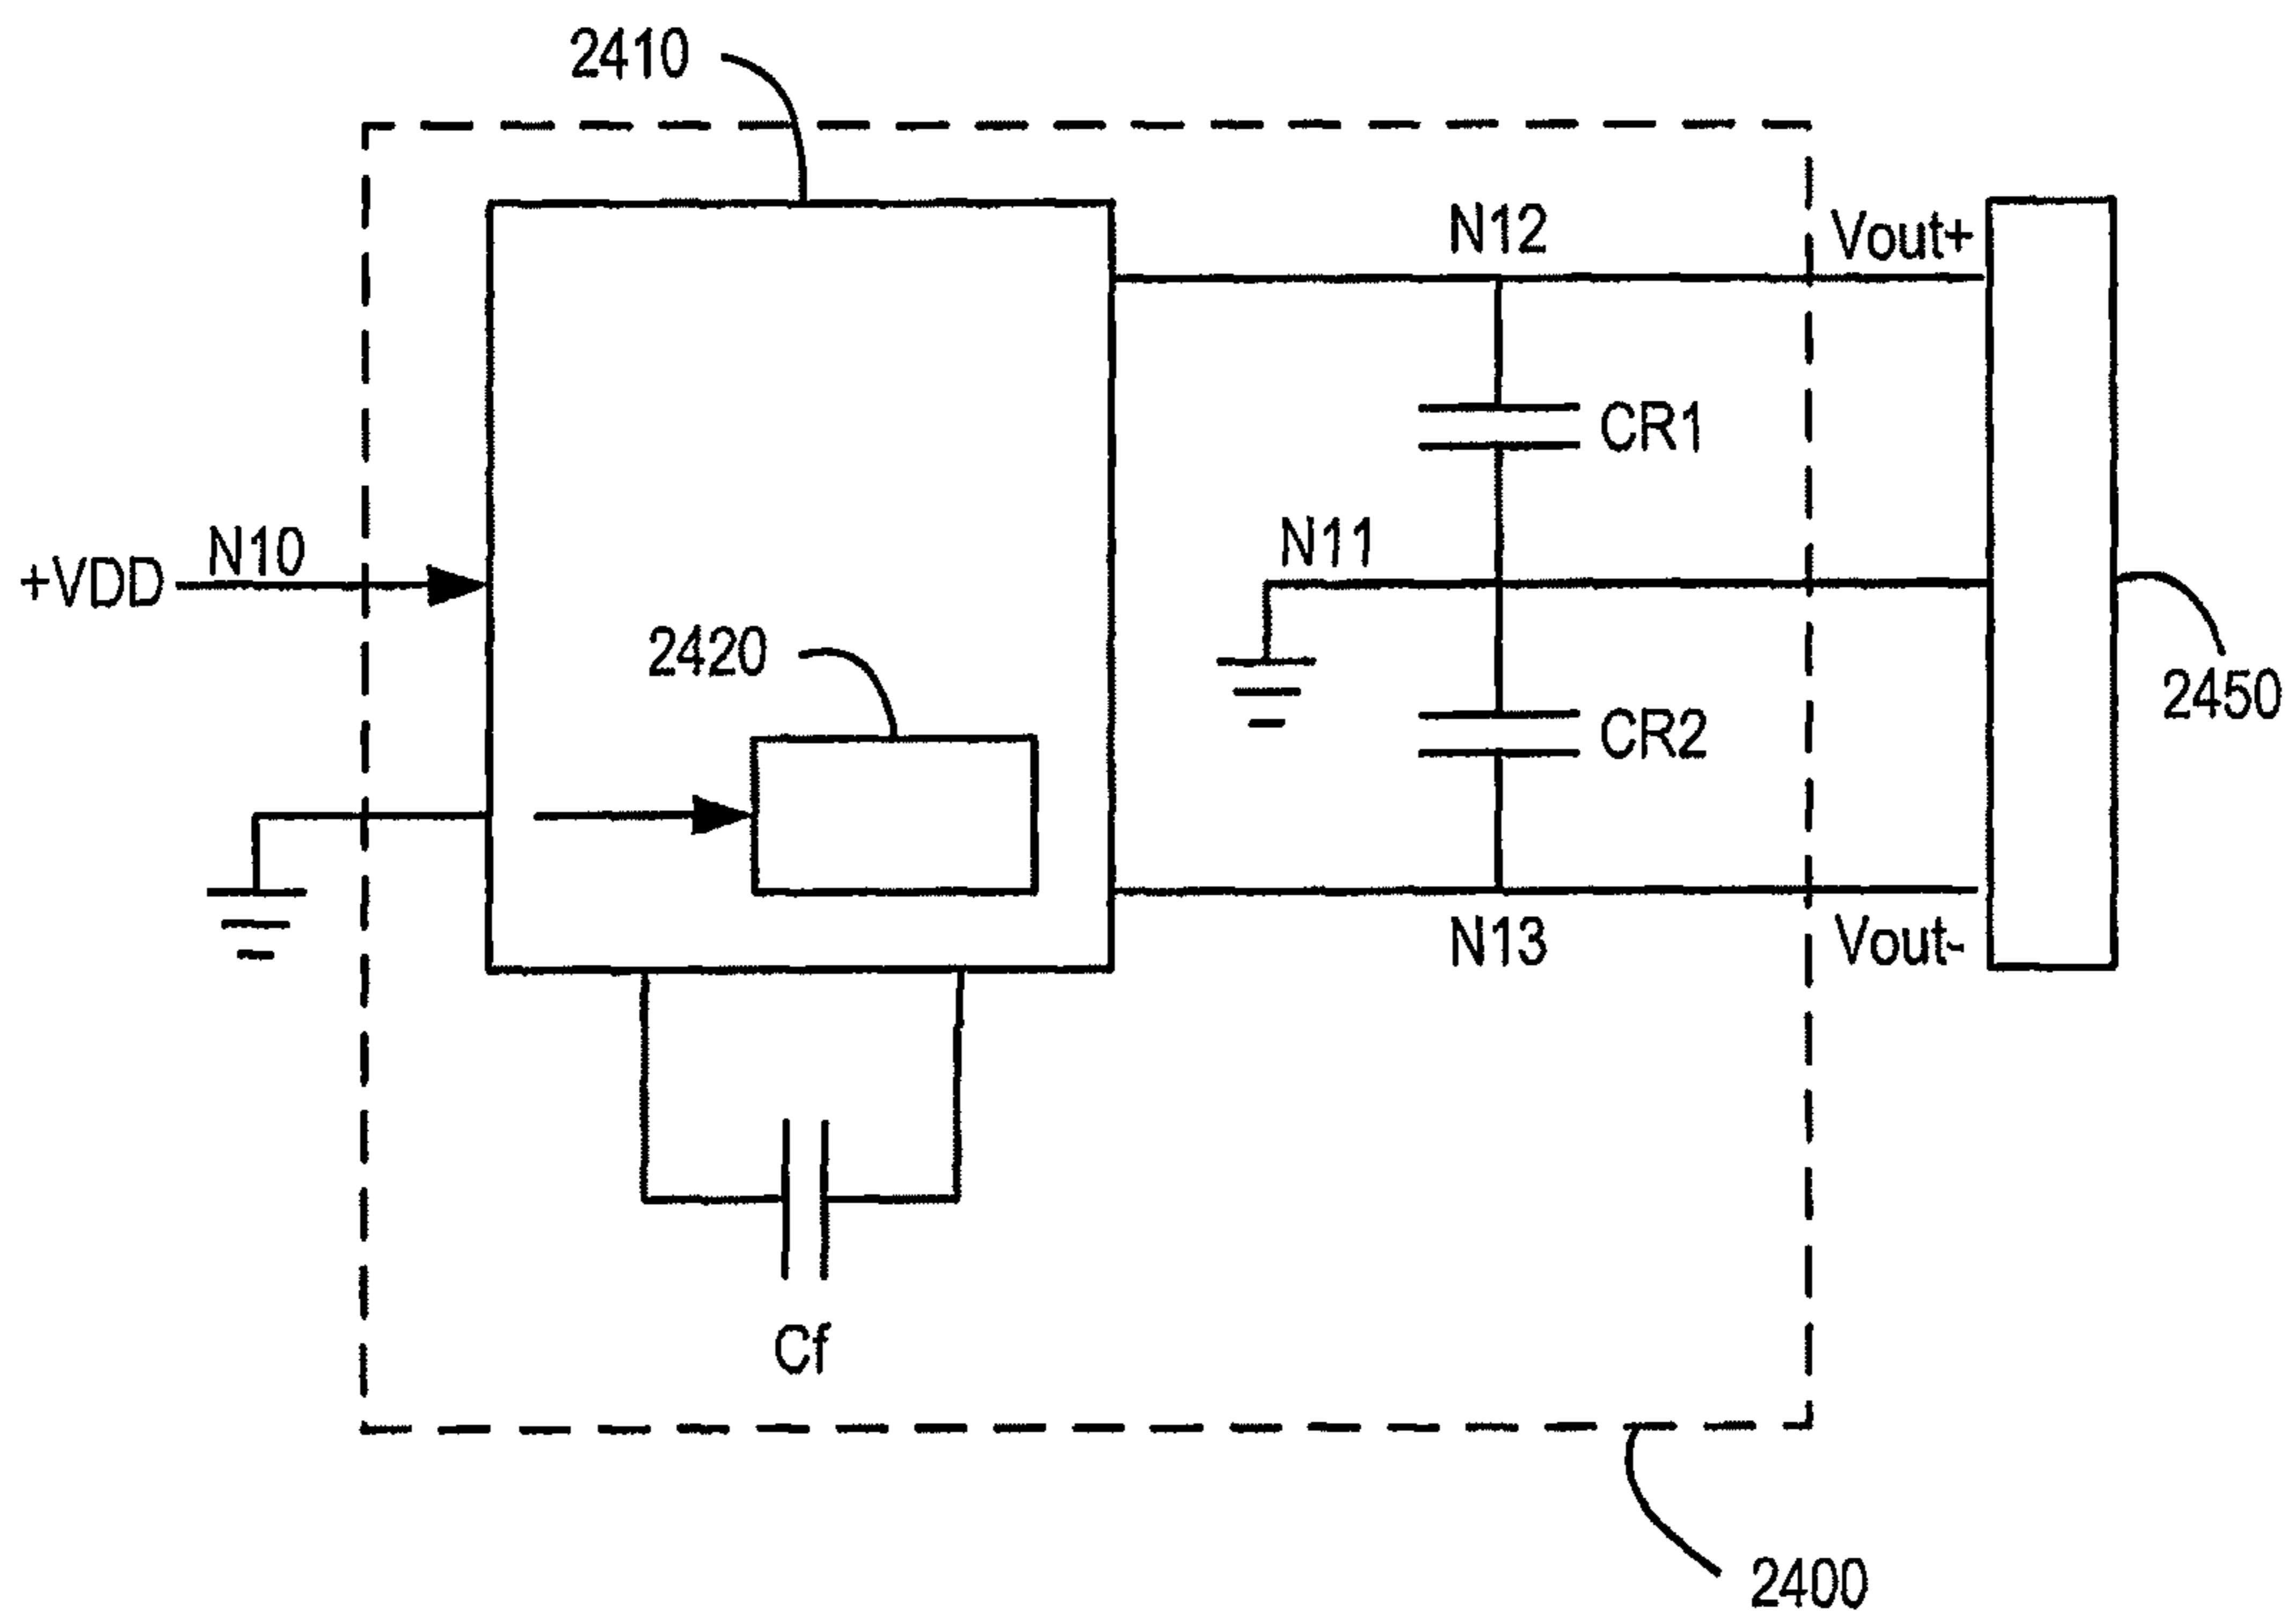 2410
N12
Vout+
CR1
N10
N11
+VDD
2420
2450
CR2
N13
Vout-
Cf
2400